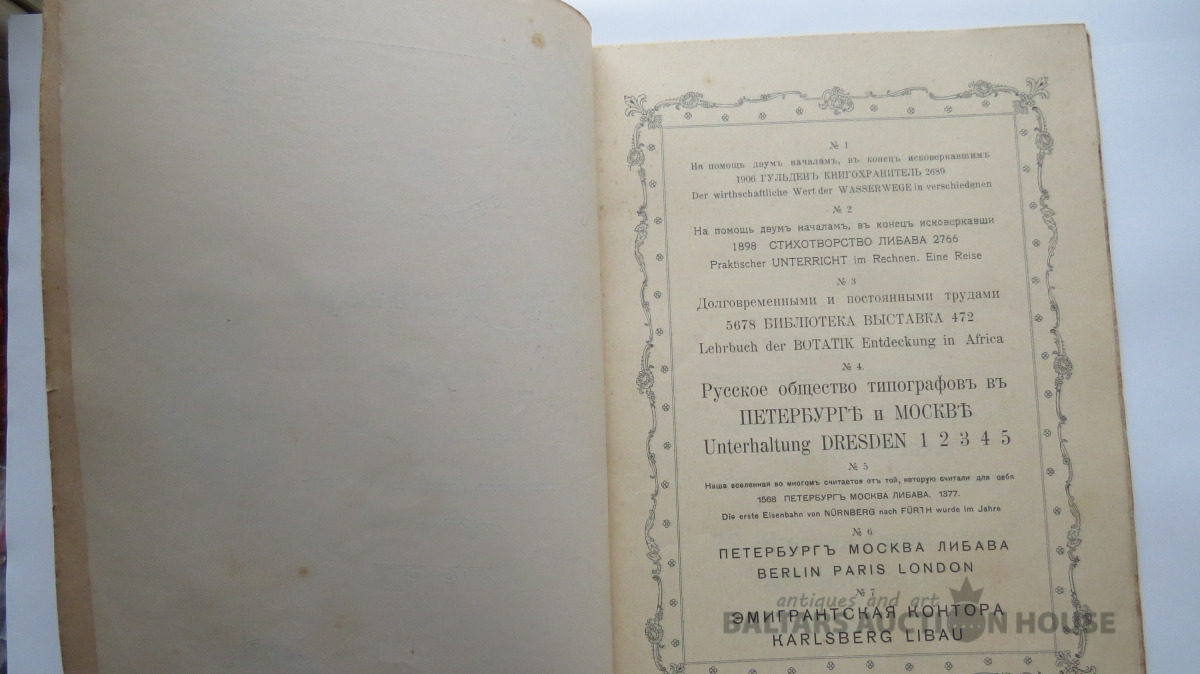 № 1
На помощь двумъ началамъ, въ конецъ исковеркавшимъ
1906 ГУЛЬДЕНЪ КНИГОХРАНИТЕЛЬ 2689
Der wirthschaftliche Wert der WASSERWEGE in verschiedenen
№ 2
На помощь двумъ началамъ, въ конецъ исковеркавши
1898 СТИХОТВОРСТВО ЛИБАВА 2766
Praktischer UNTERRICHT im Rechnen. Eine Reise
№ 3
Долговременными и постоянными трудами
5678 БИБЛІОТЕКА ВЫСТАВКА 472
Lehrbuch der BOTATIK Entdeckung in Africa
№ 4.
Русское общество типографовъ въ
ПЕТЕРБУРГѢ и МОСКВѢ
Unterhaltung DRESDEN 1 2 3 4 5
№ 5
Наша вселенная во многомъ считается отъ той, которую считали для себя
1568 ПЕТЕРБУРГЪ МОСКВА ЛИБАВА. 1377.
Die erste Eisenbahn von NÜRNBERG nach FÜRTH wurde im Jahre
№ 6
ПЕТЕРБУРГЪ МОСКВА ЛИБАВА
BERLIN PARIS LONDON
№ 7
ЭМИГРАНТСКАЯ КОНТОРА
KARLSBERG LIBAU
antiques and art
BALTARS AUCTION HOUSE